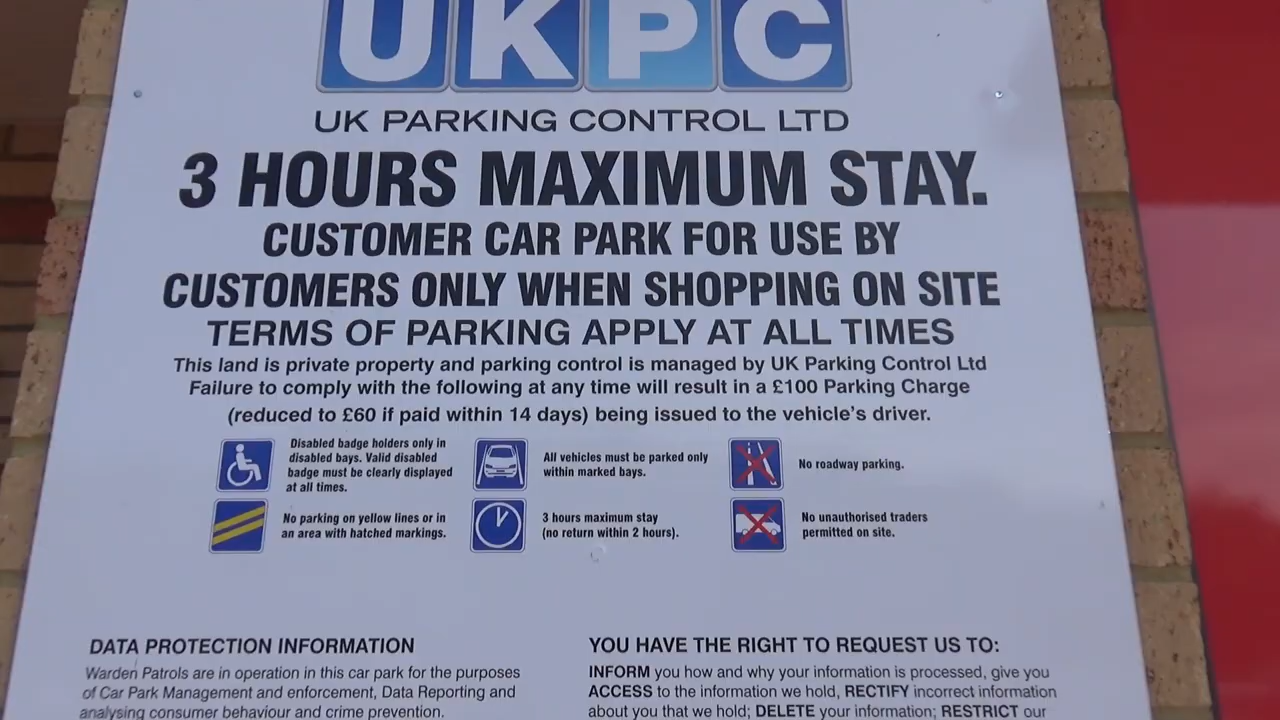 UKPC
UK PARKING CONTROL LTD
3 HOURS MAXIMUM STAY.
CUSTOMER CAR PARK FOR USE BY
CUSTOMERS ONLY WHEN SHOPPING ON SITE
TERMS OF PARKING APPLY AT ALL TIMES
This land is private property and parking control is managed by UK Parking Control Ltd
Failure to comply with the following at any time will result in a £100 Parking Charge
(reduced to £60 if paid within 14 days) being issued to the vehicle's driver.
Disabled badge holders only in
disabled bays. Valid disabled
badge must be clearly displayed
at all times.
All vehicles must be parked only
within marked bays.
No roadway parking.
No parking on yellow lines or in
an area with hatched markings.
3 hours maximum stay
(no return within 2 hours).
No unauthorised traders
permitted on site.
DATA PROTECTION INFORMATION
Warden Patrols are in operation in this car park for the purposes
of Car Park Management and enforcement, Data Reporting and
analysing consumer behaviour and crime prevention.
YOU HAVE THE RIGHT TO REQUEST US TO:
INFORM you how and why your information is processed, give you
ACCESS to the information we hold, RECTIFY incorrect information
about you that we hold; DELETE your information; RESTRICT our